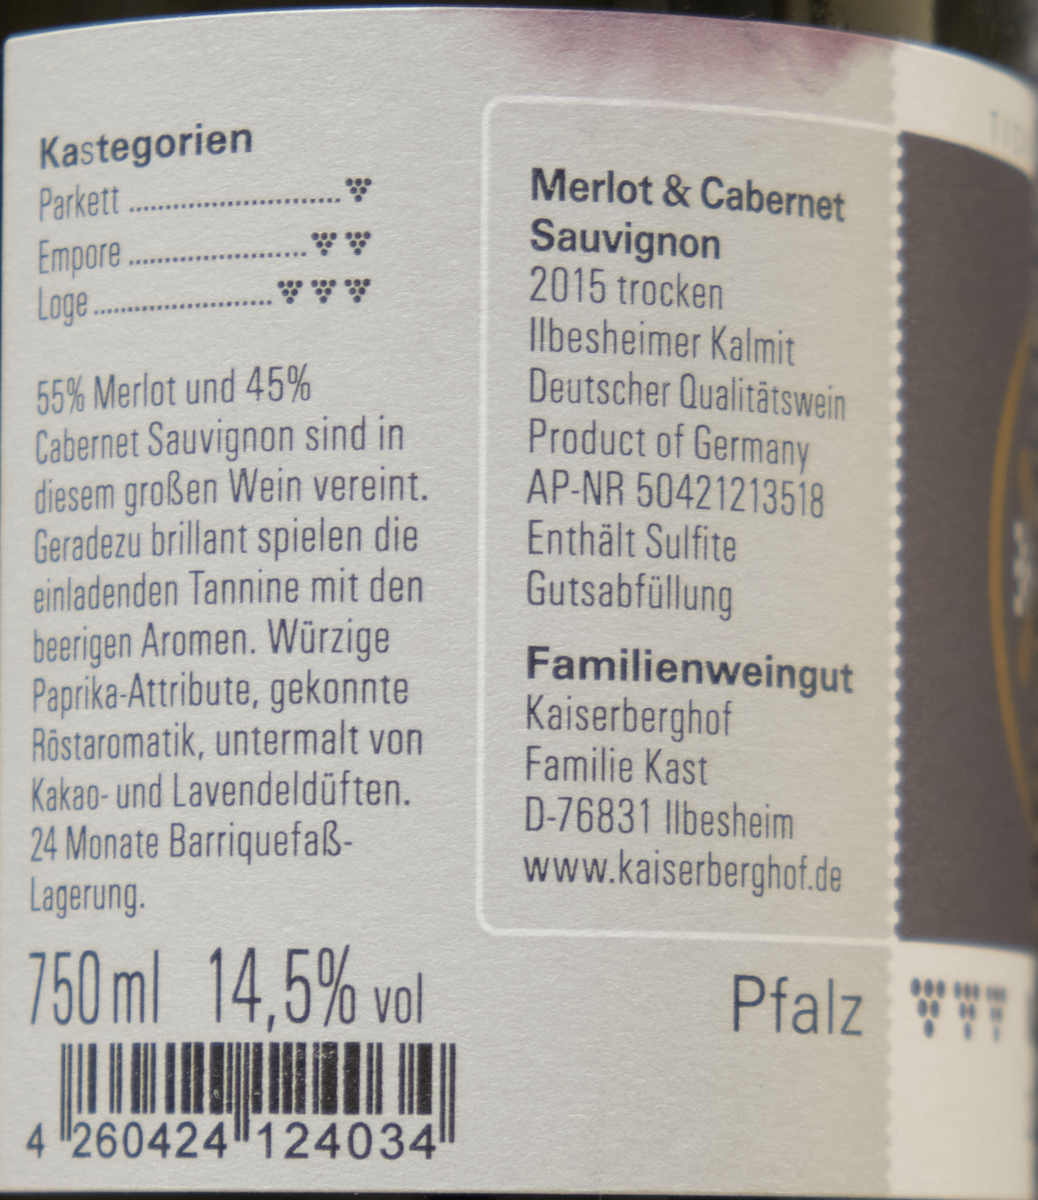 Kastegorien
Parkett ..............................
Empore .........................
Loge .........................
55% Merlot und 45%
Cabernet Sauvignon sind in
diesem großen Wein vereint.
Geradezu brillant spielen die
einladenden Tannine mit den
beerigen Aromen. Würzige
Paprika-Attribute, gekonnte
Röstaromatik, untermalt von
Kakao- und Lavendeldüften.
24 Monate Barriquefaß-
Lagerung.
750 ml 14,5% vol
4 260424 124034
Merlot & Cabernet
Sauvignon
2015 trocken
Ilbesheimer Kalmit
Deutscher Qualitätswein
Product of Germany
AP-NR 50421213518
Enthält Sulfite
Gutsabfüllung
Familienweingut
Kaiserberghof
Familie Kast
D-76831 Ilbesheim
www.kaiserberghof.de
Pfalz